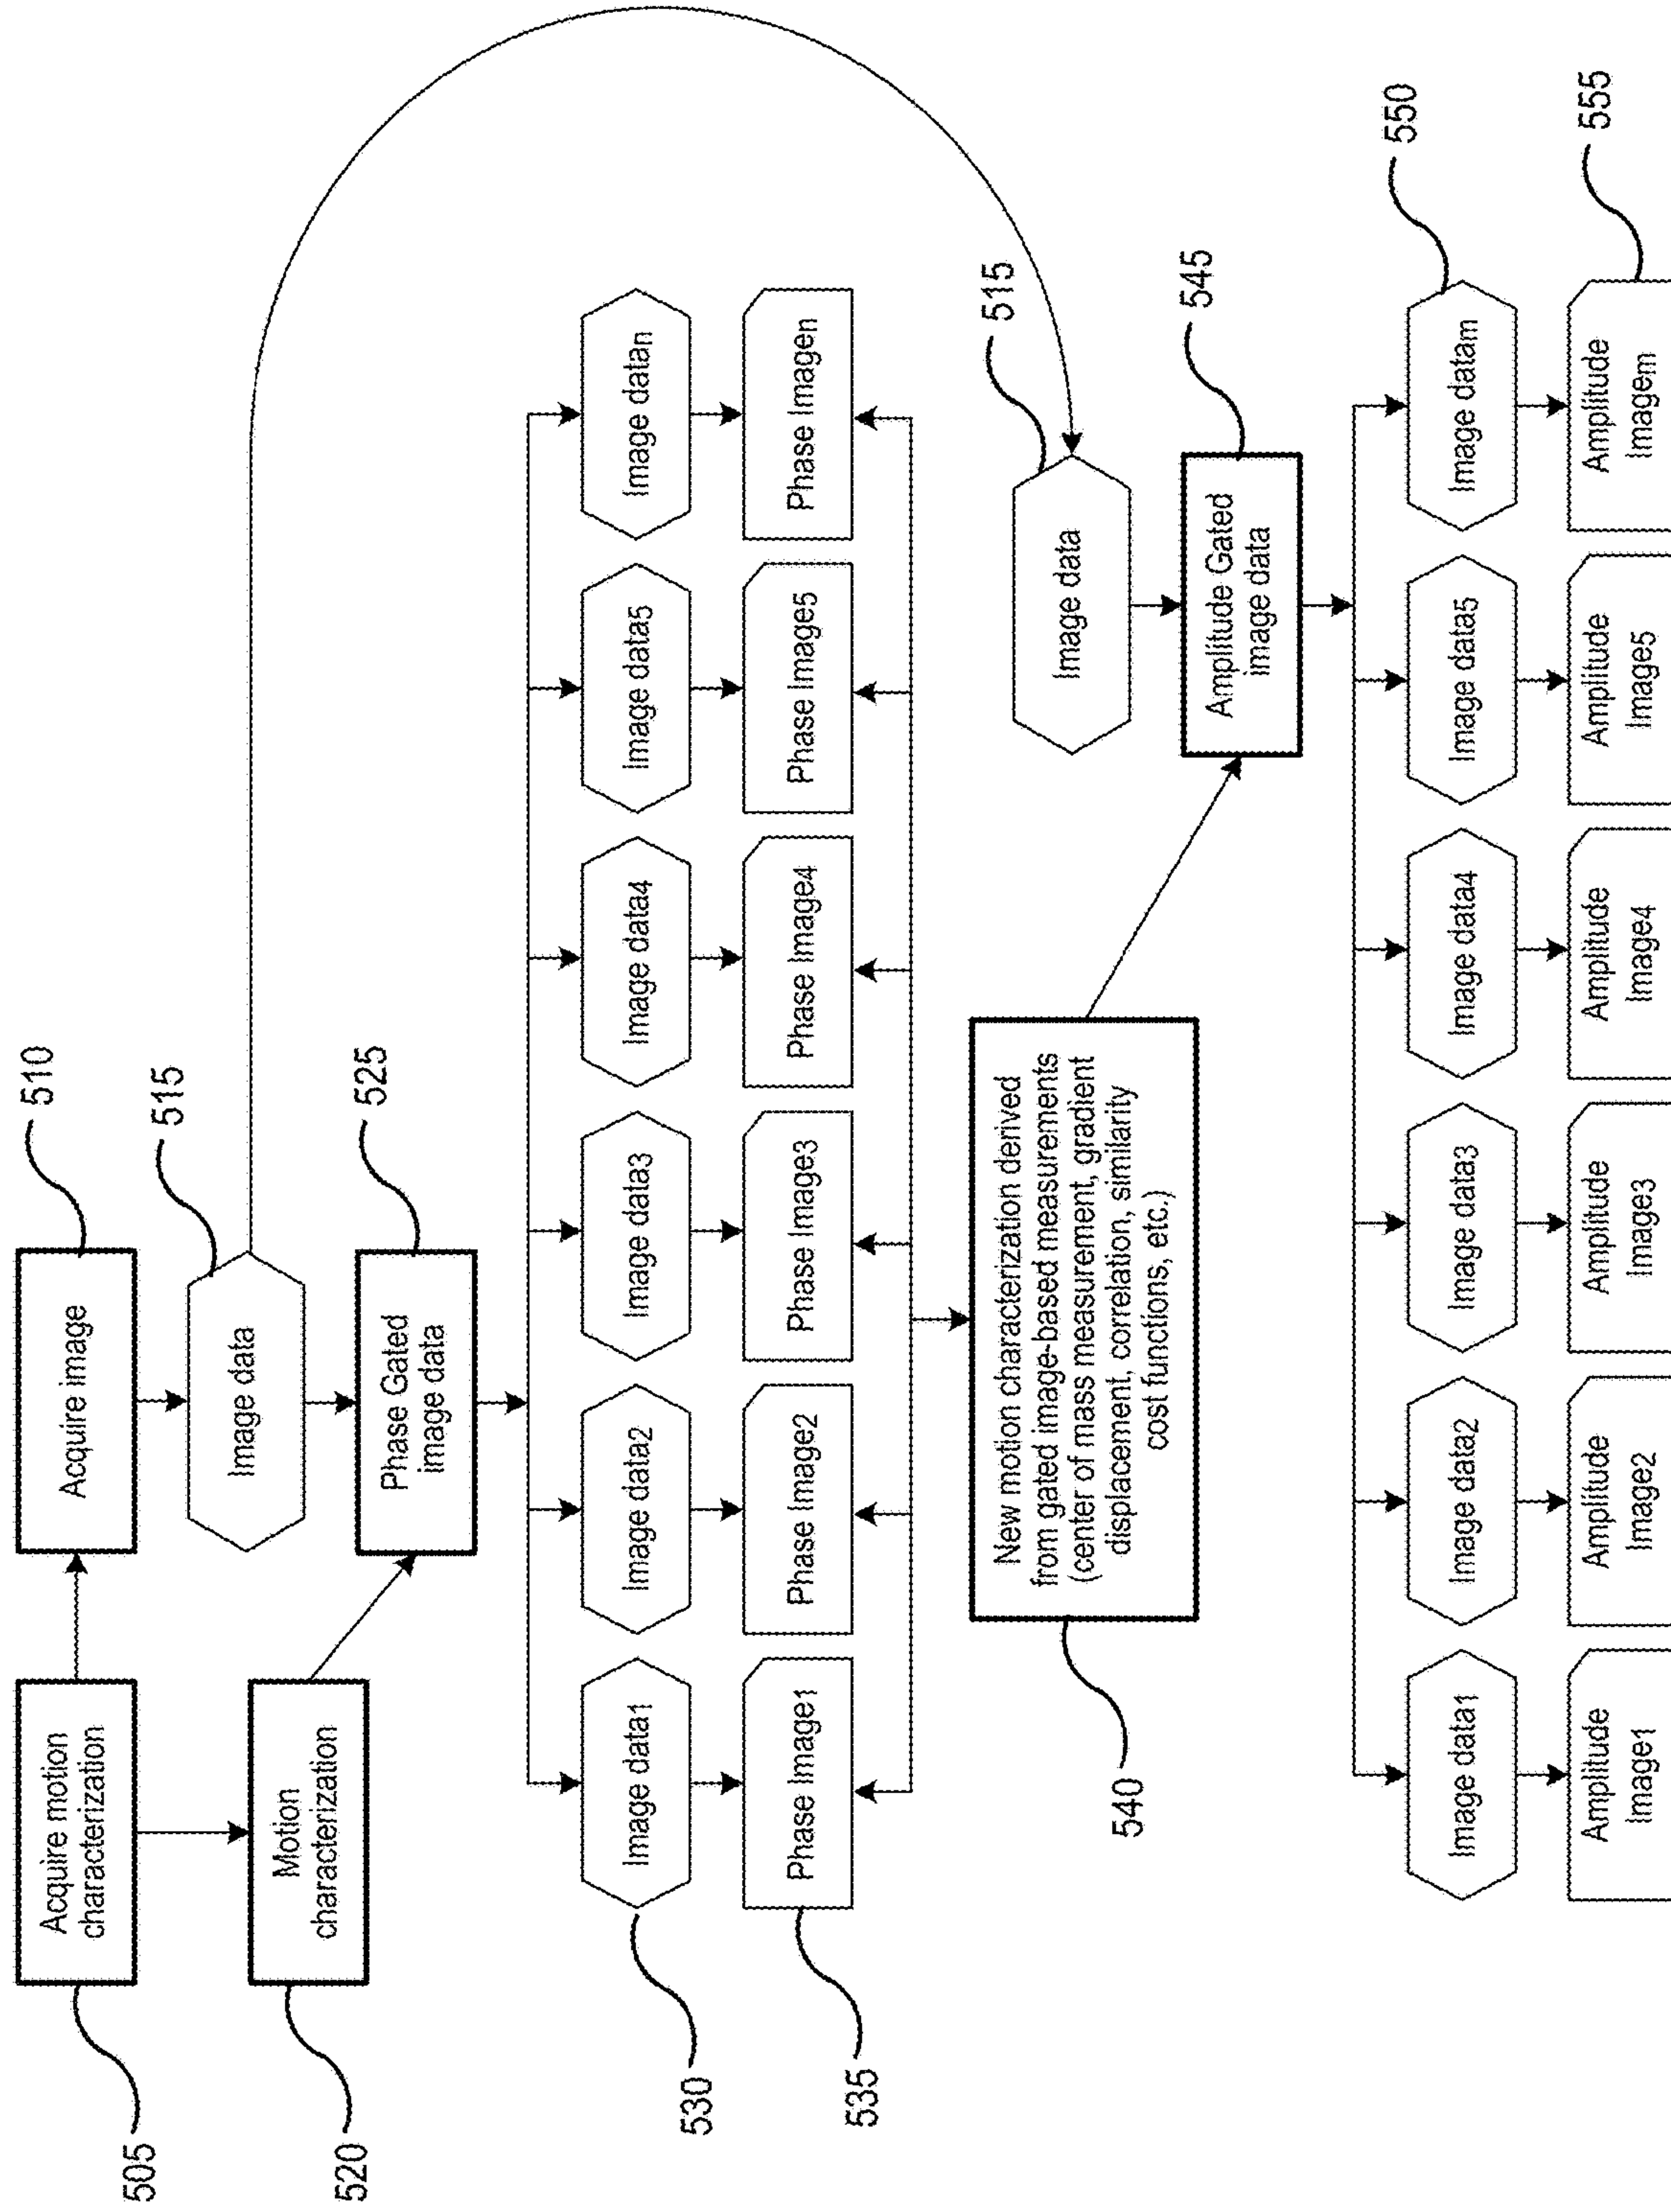 505
Acquire motion
characterization
Acquire image
510
Image data
515
520
Motion
characterization
Phase Gated
image data
525
530
Image data1
Image data2
Image data3
Image data4
Image data5
Image datan
535
Phase Image1
Phase Image2
Phase Image3
Phase Image4
Phase Image5
Phase Imagen
540
New motion characterization derived
from gated image-based measurements
(center of mass measurement, gradient
displacement, correlation, similarity
cost functions, etc.)
Image data
515
Amplitude Gated
image data
545
Image data1
Image data2
Image data3
Image data4
Image data5
Image datam
550
Amplitude
Image1
Amplitude
Image2
Amplitude
Image3
Amplitude
Image4
Amplitude
Image5
Amplitude
Imagem
555